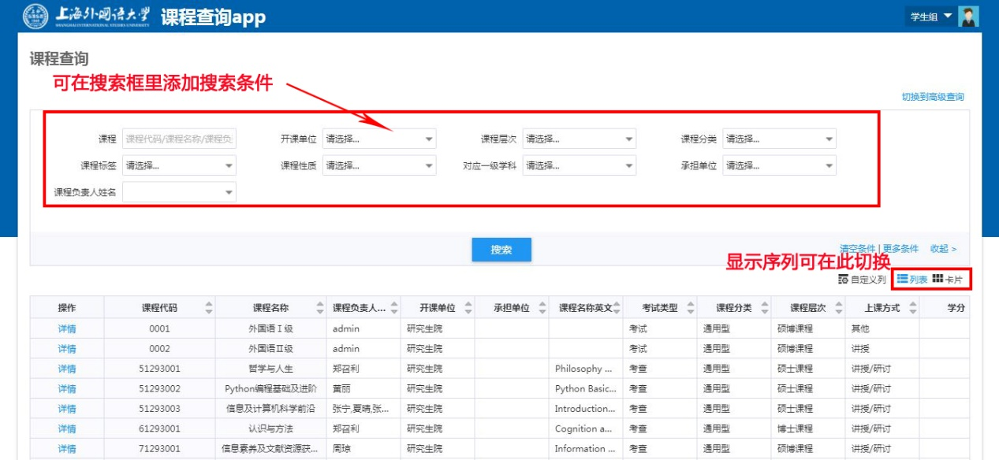 上海外国语大学 课程查询app 学生组
SHANGHAI INTERNATIONAL STUDIES UNIVERSITY
课程查询
可在搜索框里添加搜索条件
切换到高级查询
课程 课程代码/课程名称/课程负 开课单位 请选择... 课程层次 请选择... 课程分类 请选择...
课程标签 请选择... 课程性质 请选择... 对应一级学科 请选择... 承担单位 请选择...
课程负责人姓名
搜索 清空条件 | 更多条件 收起 >
显示序列可在此切换
自定义列 列表 卡片
操作 课程代码 课程名称 课程负责人... 开课单位 承担单位 课程名称英文 考试类型 课程分类 课程层次 上课方式 学分
详情 0001 外国语Ⅰ级 admin 研究生院 考试 通用型 硕博课程 其他
详情 0002 外国语Ⅱ级 admin 研究生院 考试 通用型 硕博课程 讲授
详情 51293001 哲学与人生 郑召利 研究生院 Philosophy ... 考查 通用型 硕士课程 讲授/研讨
详情 51293002 Python编程基础及进阶 黄丽 研究生院 Python Basic... 考查 通用型 硕士课程 讲授/研讨
详情 51293003 信息及计算机科学前沿 张宁,夏晴,张... 研究生院 Introduction... 考查 通用型 硕士课程 讲授/研讨
详情 61293001 认识与方法 郑召利 研究生院 Cognition a... 考查 通用型 博士课程 讲授/研讨
详情 71293001 信息素养及文献资源获... 周琼 研究生院 Information ... 考查 通用型 硕博课程 讲授/研讨